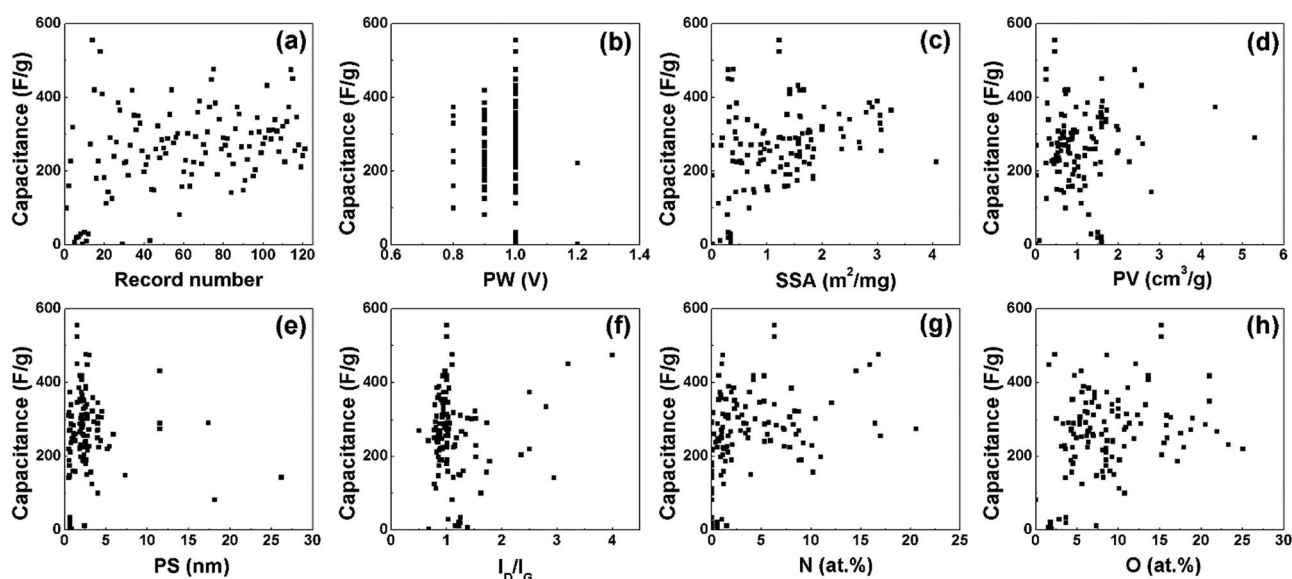 600
400
200
0
Capacitance (F/g)
(a)
0 20 40 60 80 100 120
Record number
600
400
200
0
Capacitance (F/g)
(b)
0.6 0.8 1.0 1.2 1.4
PW (V)
600
400
200
0
Capacitance (F/g)
(c)
0 1 2 3 4
SSA (m²/mg)
600
400
200
0
Capacitance (F/g)
(d)
0 1 2 3 4 5 6
PV (cm³/g)
600
400
200
0
Capacitance (F/g)
(e)
0 5 10 15 20 25 30
PS (nm)
600
400
200
0
Capacitance (F/g)
(f)
0 1 2 3 4
I_D/I_G
600
400
200
0
Capacitance (F/g)
(g)
0 5 10 15 20 25
N (at.%)
600
400
200
0
Capacitance (F/g)
(h)
0 5 10 15 20 25 30
O (at.%)